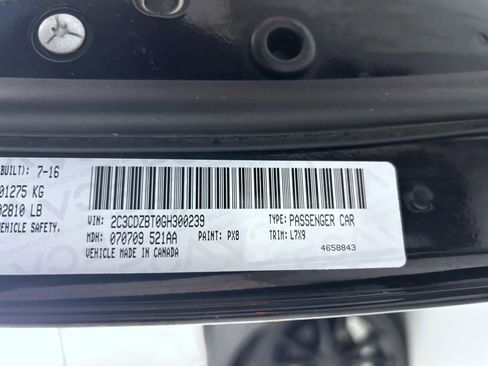 BUILT): 7-16
01275 KG
02810 LB
VEHICLE SAFETY,
VIN: 2C3CDZBT0GH300239 TYPE: PASSENGER CAR
MDH: 070709 521AA PAINT: PX8 TRIM: L7X9
VEHICLE MADE IN CANADA 4658843